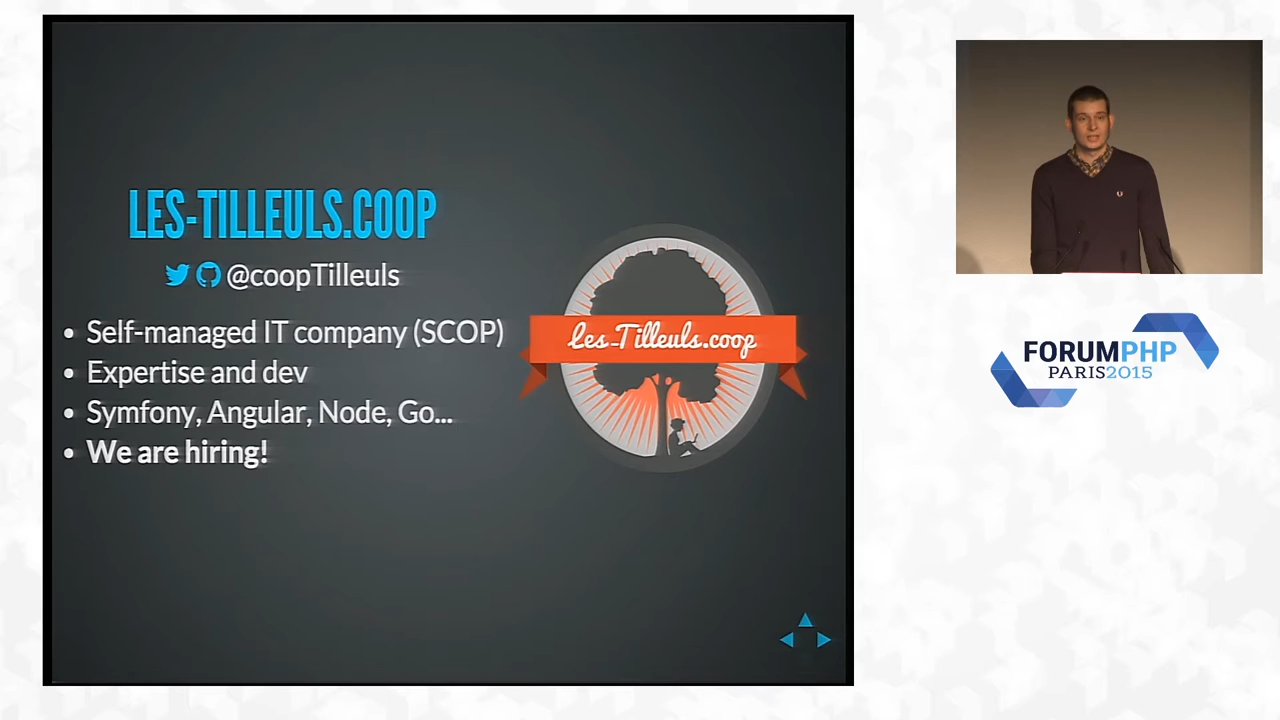 LES-TILLEULS.COOP
@coopTilleuls
Self-managed IT company (SCOP)
Expertise and dev
Symfony, Angular, Node, Go...
We are hiring!
Les-Tilleuls.coop
FORUMPHP
PARIS2015